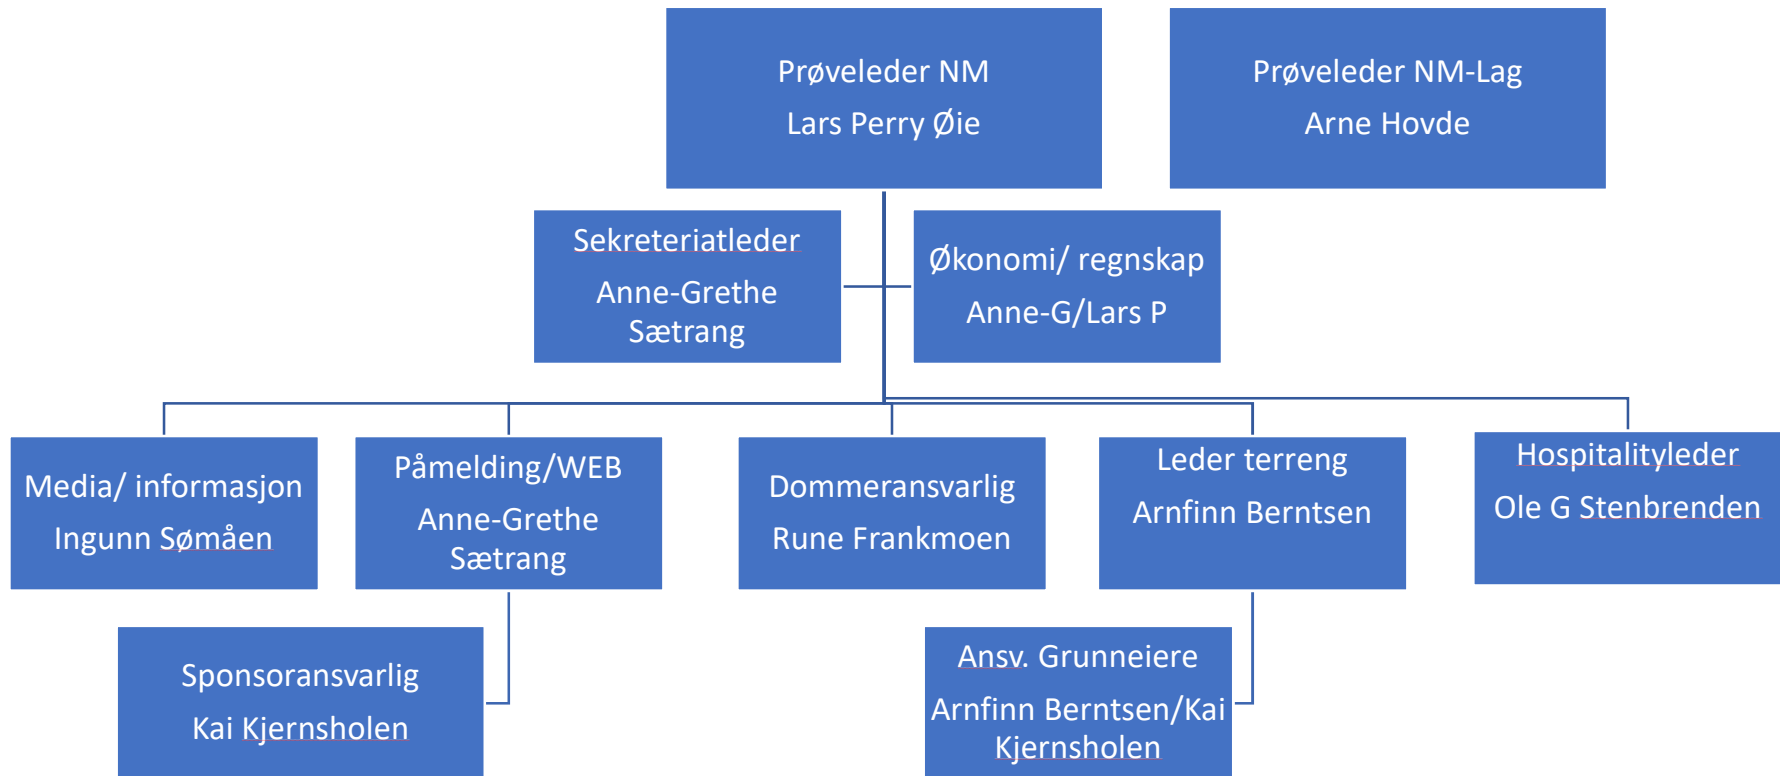 Prøveleder NM
Lars Perry Øie
Prøveleder NM-Lag
Arne Hovde
Sekreteriatleder
Anne-Grethe
Sætrang
Økonomi/ regnskap
Anne-G/Lars P
Media/ informasjon
Ingunn Sømåen
Påmelding/WEB
Anne-Grethe
Sætrang
Dommeransvarlig
Rune Frankmoen
Leder terreng
Arnfinn Berntsen
Hospitalityleder
Ole G Stenbrenden
Sponsoransvarlig
Kai Kjernsholen
Ansv. Grunneiere
Arnfinn Berntsen/Kai
Kjernsholen